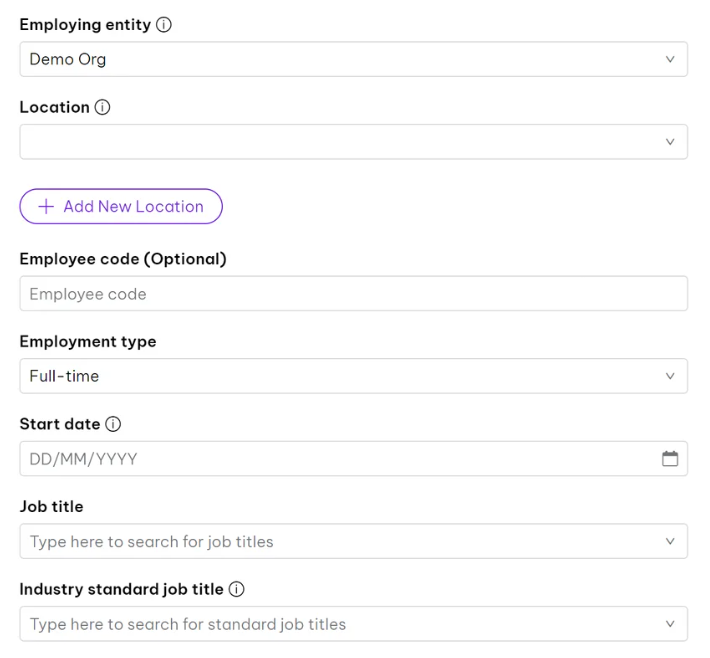 Employing entity
Demo Org
Location
Add New Location
Employee code (Optional)
Employee code
Employment type
Full-time
Start date
DD/MM/YYYY
Job title
Type here to search for job titles
Industry standard job title
Type here to search for standard job titles